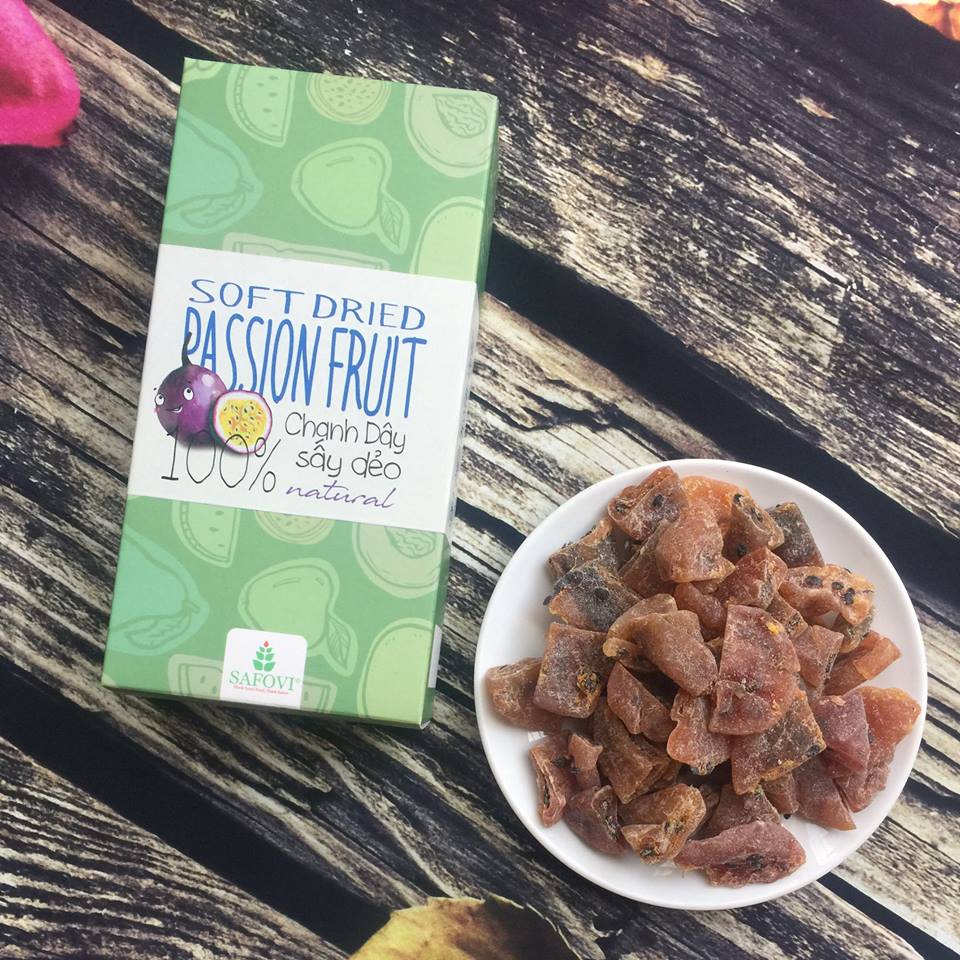 SOFT DRIED
PASSION FRUIT
Chanh Dây
sấy dẻo
100%
natural
SAFOVI®